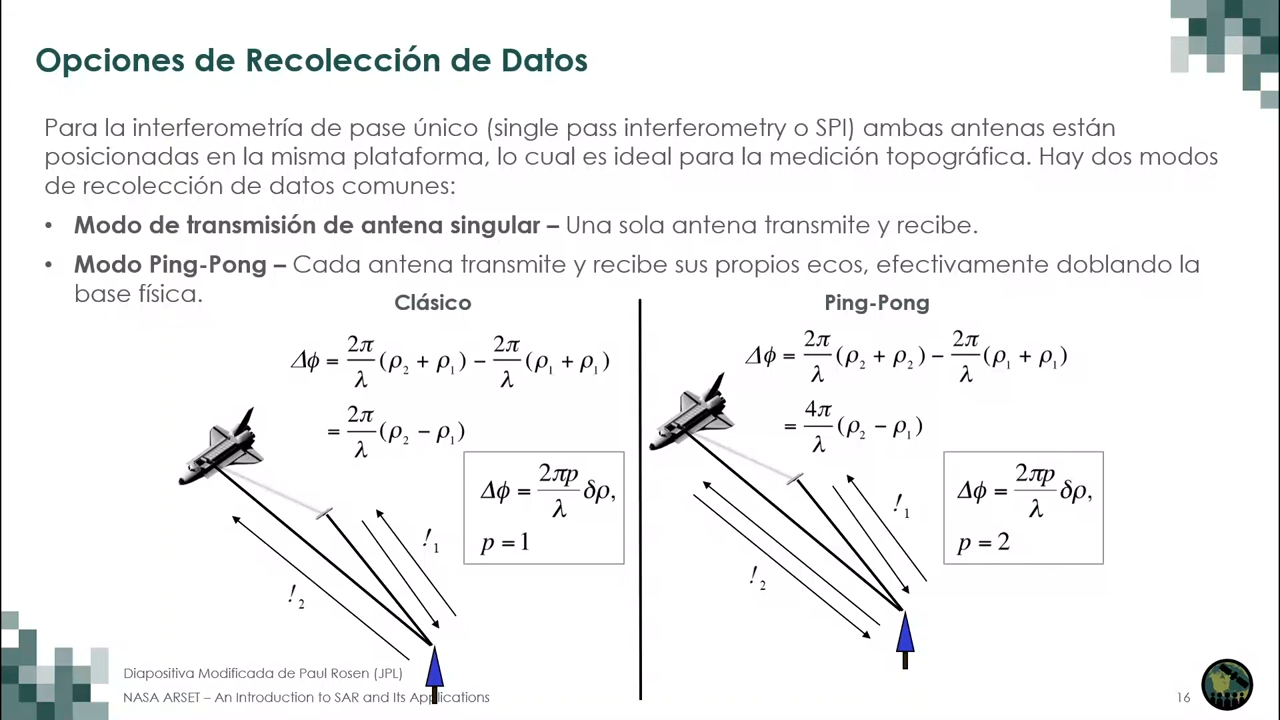 Opciones de Recolección de Datos
Para la interferometría de pase único (single pass interferometry o SPI) ambas antenas están
posicionadas en la misma plataforma, lo cual es ideal para la medición topográfica. Hay dos modos
de recolección de datos comunes:
• Modo de transmisión de antena singular – Una sola antena transmite y recibe.
• Modo Ping-Pong – Cada antena transmite y recibe sus propios ecos, efectivamente doblando la
base física.
Clásico
Δϕ = 2π/λ (ρ₂ + ρ₁) − 2π/λ (ρ₁ + ρ₁)
= 2π/λ (ρ₂ − ρ₁)
Δϕ = 2πp/λ δρ,
p = 1
! ₁
! ₂
Ping-Pong
Δϕ = 2π/λ (ρ₂ + ρ₂) − 2π/λ (ρ₁ + ρ₁)
= 4π/λ (ρ₂ − ρ₁)
Δϕ = 2πp/λ δρ,
p = 2
! ₁
! ₂
Diapositiva Modificada de Paul Rosen (JPL)
NASA ARSET – An Introduction to SAR and Its Applications
16